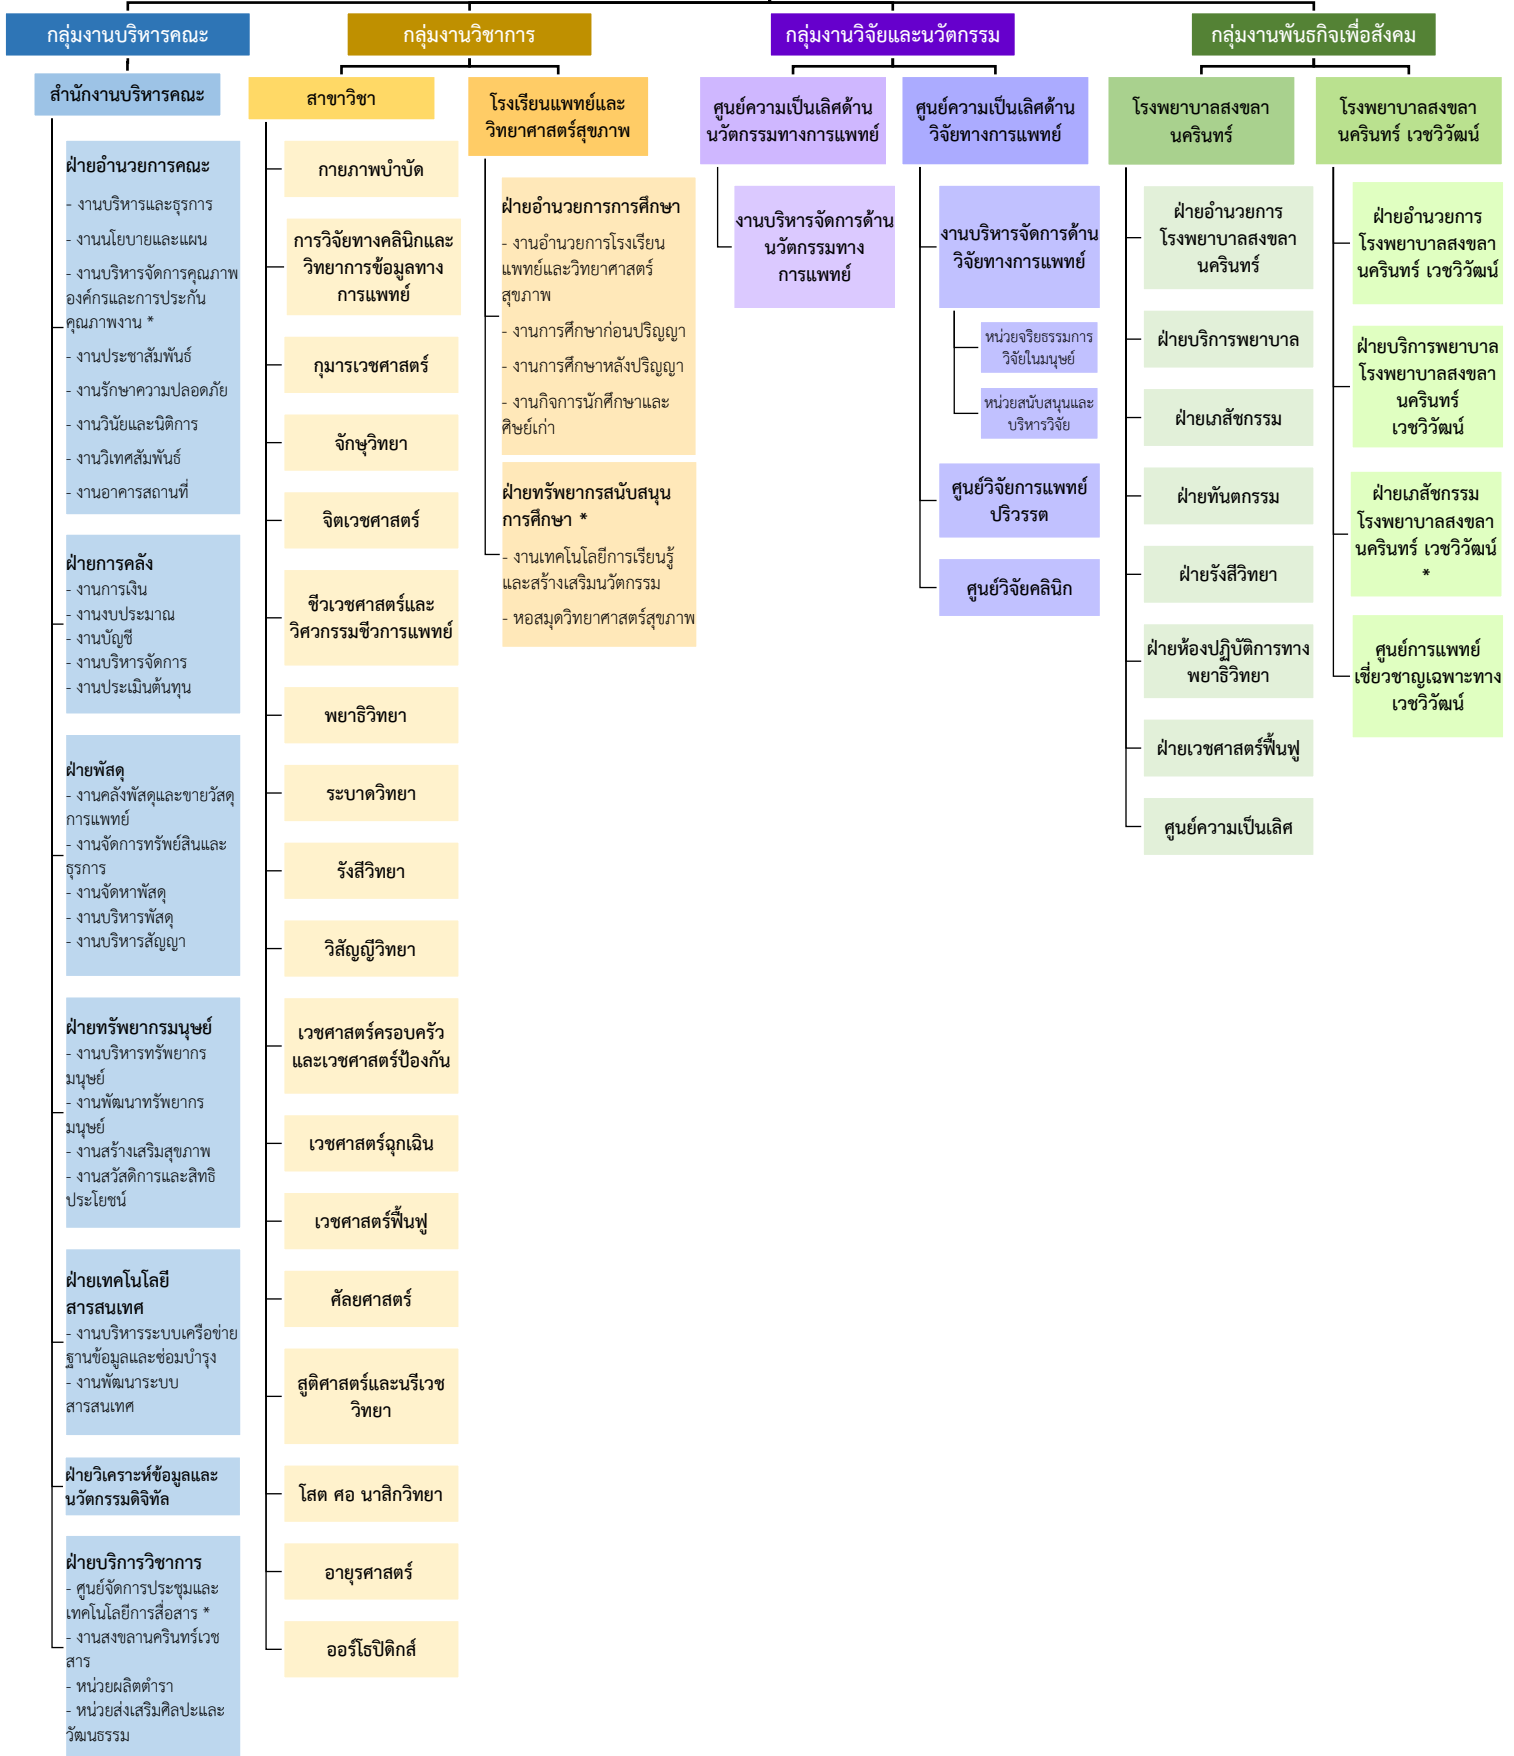 กลุ่มงานบริหารคณะ
สำนักงานบริหารคณะ
ฝ่ายอำนวยการคณะ
- งานบริหารและธุรการ
- งานนโยบายและแผน
- งานบริหารจัดการคุณภาพ
องค์กรและการประกัน
คุณภาพงาน *
- งานประชาสัมพันธ์
- งานรักษาความปลอดภัย
- งานวินัยและนิติการ
- งานวิเทศสัมพันธ์
- งานอาคารสถานที่
ฝ่ายการคลัง
- งานการเงิน
- งานงบประมาณ
- งานบัญชี
- งานบริหารจัดการ
- งานประเมินต้นทุน
ฝ่ายพัสดุ
- งานคลังพัสดุและขายวัสดุ
การแพทย์
- งานจัดการทรัพย์สินและ
ธุรการ
- งานจัดหาพัสดุ
- งานบริหารพัสดุ
- งานบริหารสัญญา
ฝ่ายทรัพยากรมนุษย์
- งานบริหารทรัพยากร
มนุษย์
- งานพัฒนาทรัพยากร
มนุษย์
- งานสร้างเสริมสุขภาพ
- งานสวัสดิการและสิทธิ
ประโยชน์
ฝ่ายเทคโนโลยี
สารสนเทศ
- งานบริหารระบบเครือข่าย
ฐานข้อมูลและซ่อมบำรุง
- งานพัฒนาระบบ
สารสนเทศ
ฝ่ายวิเคราะห์ข้อมูลและ
นวัตกรรมดิจิทัล
ฝ่ายบริการวิชาการ
- ศูนย์จัดการประชุมและ
เทคโนโลยีการสื่อสาร *
- งานสงขลานครินทร์เวช
สาร
- หน่วยผลิตตำรา
- หน่วยส่งเสริมศิลปะและ
วัฒนธรรม
กลุ่มงานวิชาการ
สาขาวิชา
กายภาพบำบัด
การวิจัยทางคลินิกและ
วิทยาการข้อมูลทาง
การแพทย์
กุมารเวชศาสตร์
จักษุวิทยา
จิตเวชศาสตร์
ชีวเวชศาสตร์และ
วิศวกรรมชีวการแพทย์
พยาธิวิทยา
ระบาดวิทยา
รังสีวิทยา
วิสัญญีวิทยา
เวชศาสตร์ครอบครัว
และเวชศาสตร์ป้องกัน
เวชศาสตร์ฉุกเฉิน
เวชศาสตร์ฟื้นฟู
ศัลยศาสตร์
สูติศาสตร์และนรีเวช
วิทยา
โสต ศอ นาสิกวิทยา
อายุรศาสตร์
ออร์โธปิดิกส์
โรงเรียนแพทย์และ
วิทยาศาสตร์สุขภาพ
ฝ่ายอำนวยการการศึกษา
- งานอำนวยการโรงเรียน
แพทย์และวิทยาศาสตร์
สุขภาพ
- งานการศึกษาก่อนปริญญา
- งานการศึกษาหลังปริญญา
- งานกิจการนักศึกษาและ
ศิษย์เก่า
ฝ่ายทรัพยากรสนับสนุน
การศึกษา *
- งานเทคโนโลยีการเรียนรู้
และสร้างเสริมนวัตกรรม
- หอสมุดวิทยาศาสตร์สุขภาพ
กลุ่มงานวิจัยและนวัตกรรม
ศูนย์ความเป็นเลิศด้าน
นวัตกรรมทางการแพทย์
งานบริหารจัดการด้าน
นวัตกรรมทาง
การแพทย์
ศูนย์ความเป็นเลิศด้าน
วิจัยทางการแพทย์
งานบริหารจัดการด้าน
วิจัยทางการแพทย์
หน่วยจริยธรรมการ
วิจัยในมนุษย์
หน่วยสนับสนุนและ
บริหารวิจัย
ศูนย์วิจัยการแพทย์
ปริวรรต
ศูนย์วิจัยคลินิก
กลุ่มงานพันธกิจเพื่อสังคม
โรงพยาบาลสงขลา
นครินทร์
ฝ่ายอำนวยการ
โรงพยาบาลสงขลา
นครินทร์
ฝ่ายบริการพยาบาล
ฝ่ายเภสัชกรรม
ฝ่ายทันตกรรม
ฝ่ายรังสีวิทยา
ฝ่ายห้องปฏิบัติการทาง
พยาธิวิทยา
ฝ่ายเวชศาสตร์ฟื้นฟู
ศูนย์ความเป็นเลิศ
โรงพยาบาลสงขลา
นครินทร์ เวชวิวัฒน์
ฝ่ายอำนวยการ
โรงพยาบาลสงขลา
นครินทร์ เวชวิวัฒน์
ฝ่ายบริการพยาบาล
โรงพยาบาลสงขลา
นครินทร์
เวชวิวัฒน์
ฝ่ายเภสัชกรรม
โรงพยาบาลสงขลา
นครินทร์ เวชวิวัฒน์
*
ศูนย์การแพทย์
เชี่ยวชาญเฉพาะทาง
เวชวิวัฒน์